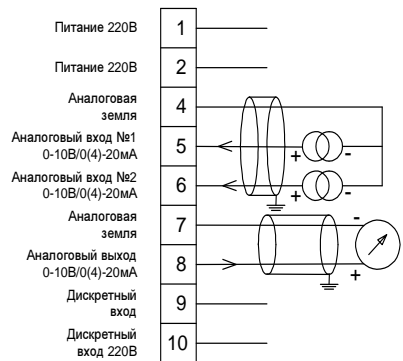 Питание 220В
1
Питание 220В
2
Аналоговая
земля
4
Аналоговый вход №1
0-10В/0(4)-20мА
5
+ -
Аналоговый вход №2
0-10В/0(4)-20мА
6
+ -
Аналоговая
земля
7
-
Аналоговый выход
0-10В/0(4)-20мА
8
+
Дискретный
вход
9
Дискретный
вход 220В
10